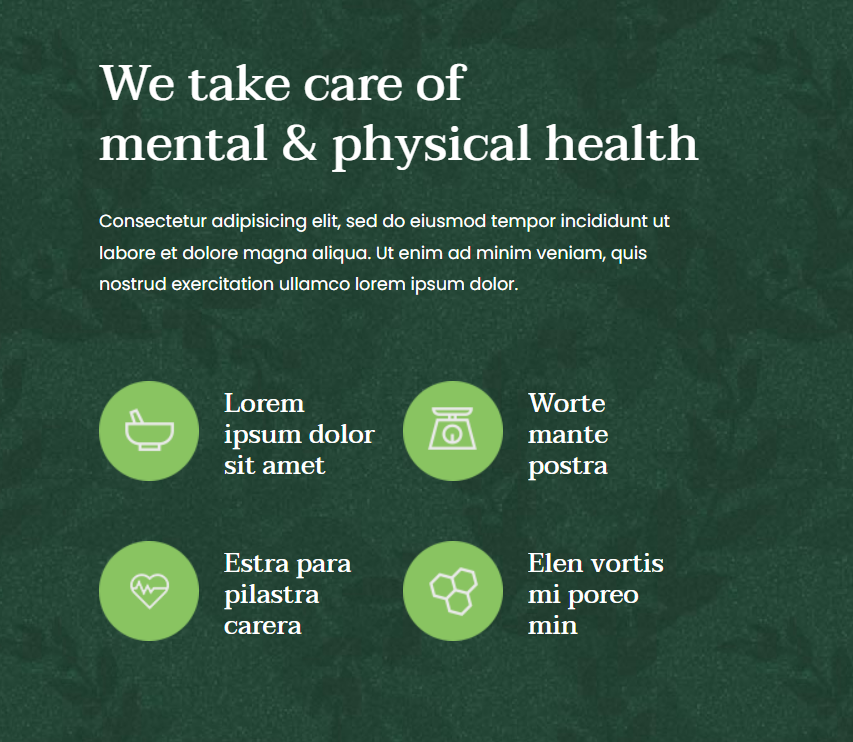 We take care of
mental & physical health
Consectetur adipisicing elit, sed do eiusmod tempor incididunt ut
labore et dolore magna aliqua. Ut enim ad minim veniam, quis
nostrud exercitation ullamco lorem ipsum dolor.
Lorem
ipsum dolor
sit amet
Worte
mante
postra
Estra para
pilastra
carera
Elen vortis
mi poreo
min